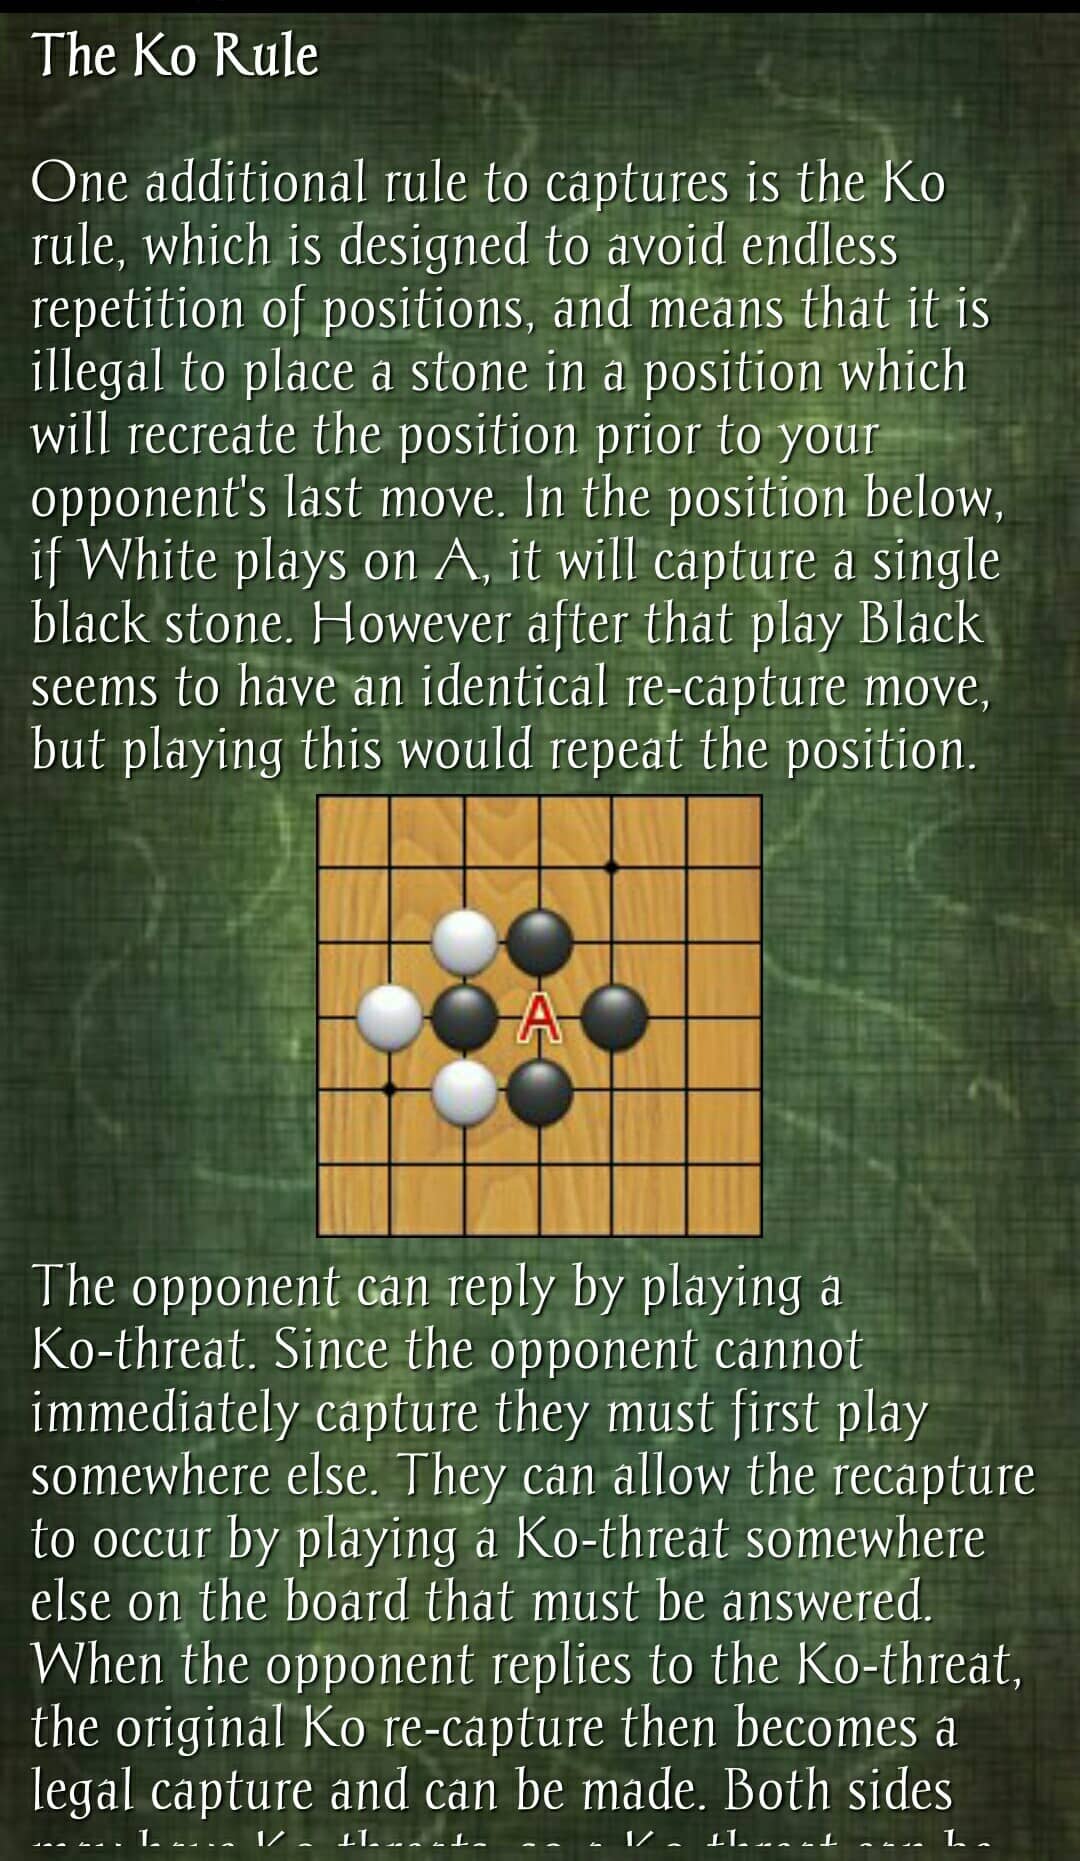 The Ko Rule
One additional rule to captures is the Ko
rule, which is designed to avoid endless
repetition of positions, and means that it is
illegal to place a stone in a position which
will recreate the position prior to your
opponent's last move. In the position below,
if White plays on A, it will capture a single
black stone. However after that play Black
seems to have an identical re-capture move,
but playing this would repeat the position.
A
The opponent can reply by playing a
Ko-threat. Since the opponent cannot
immediately capture they must first play
somewhere else. They can allow the recapture
to occur by playing a Ko-threat somewhere
else on the board that must be answered.
When the opponent replies to the Ko-threat,
the original Ko re-capture then becomes a
legal capture and can be made. Both sides